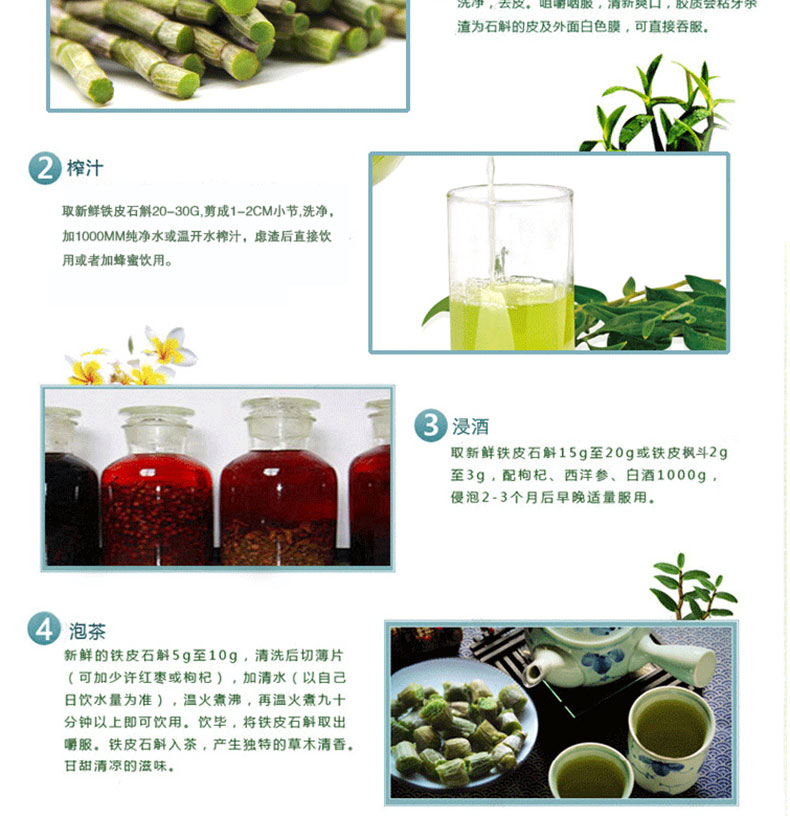 洗净，去皮。咀嚼咽服，清新爽口，胶质会粘牙杀
渣为石斛的皮及外面白色膜，可直接吞服。
2 榨汁
取新鲜铁皮石斛20-30G,剪成1-2CM小节,洗净，
加1000MM纯净水或温开水榨汁，虑渣后直接饮
用或者加蜂蜜饮用。
3 浸酒
取新鲜铁皮石斛15g至20g或铁皮枫斗2g
至3g，配枸杞、西洋参、白酒1000g，
侵泡2-3个月后早晚适量服用。
4 泡茶
新鲜的铁皮石斛5g至10g，清洗后切薄片
（可加少许红枣或枸杞），加清水（以自己
日饮水量为准），温火煮沸，再温火煮九十
分钟以上即可饮用。饮毕，将铁皮石斛取出
嚼服。铁皮石斛入茶，产生独特的草木清香。
甘甜清凉的滋味。